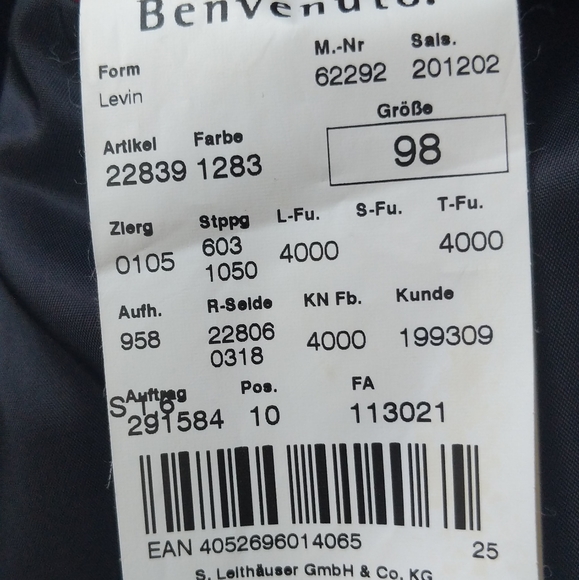 Benvenuto.
M.-Nr Sais.
Form 62292 201202
Levin
Größe
Artikel Farbe 98
22839 1283
Zierg Stppg L-Fu. S-Fu. T-Fu.
0105 603 4000 4000
1050
Aufh. R-Seide KN Fb. Kunde
958 22806 4000 199309
0318
Auftrag Pos. FA
S 1,6
291584 10 113021
EAN 4052696014065 25
S. Leithäuser GmbH & Co. KG